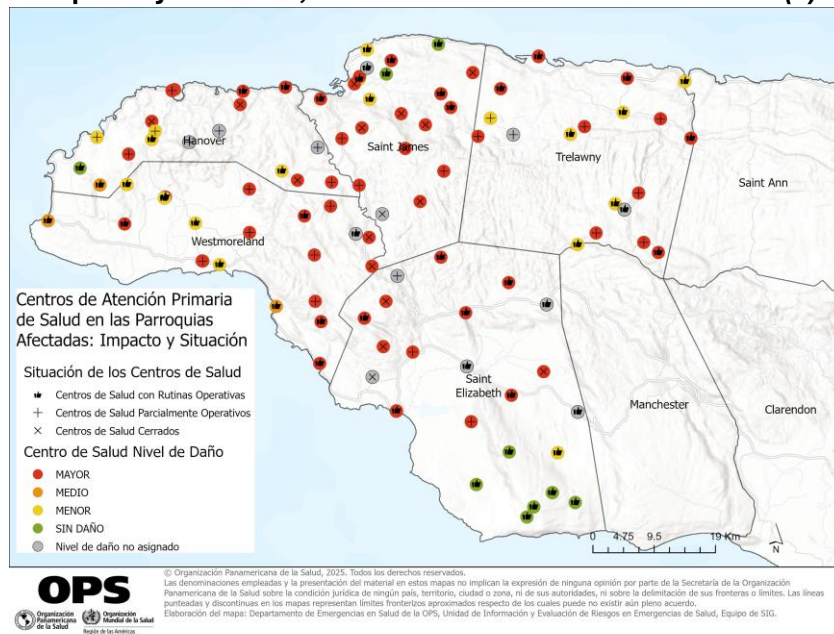 (
Hanover
Saint James
Trelawny
Saint Ann
Westmoreland
Saint
Elizabeth
Manchester
Clarendon
Centros de Atención Primaria
de Salud en las Parroquias
Afectadas: Impacto y Situación
Situación de los Centros de Salud
Centros de Salud con Rutinas Operativas
Centros de Salud Parcialmente Operativos
Centros de Salud Cerrados
Centro de Salud Nivel de Daño
MAYOR
MEDIO
MENOR
SIN DAÑO
Nivel de daño no asignado
0 4.75 9.5 19 Km
N
OPS
Organización
Panamericana
de la Salud
Organización
Mundial de la Salud
Región de las Américas
© Organización Panamericana de la Salud, 2025. Todos los derechos reservados.
Las denominaciones empleadas y la presentación del material en estos mapas no implican la expresión de ninguna opinión por parte de la Secretaría de la Organización
Panamericana de la Salud sobre la condición jurídica de ningún país, territorio, ciudad o zona, ni de sus autoridades, ni sobre la delimitación de sus fronteras o límites. Las líneas
punteadas y discontinuas en los mapas representan límites fronterizos aproximados respecto de los cuales puede no existir aún pleno acuerdo.
Elaboración del mapa: Departamento de Emergencias en Salud de la OPS, Unidad de Información y Evaluación de Riesgos en Emergencias de Salud, Equipo de SIG.